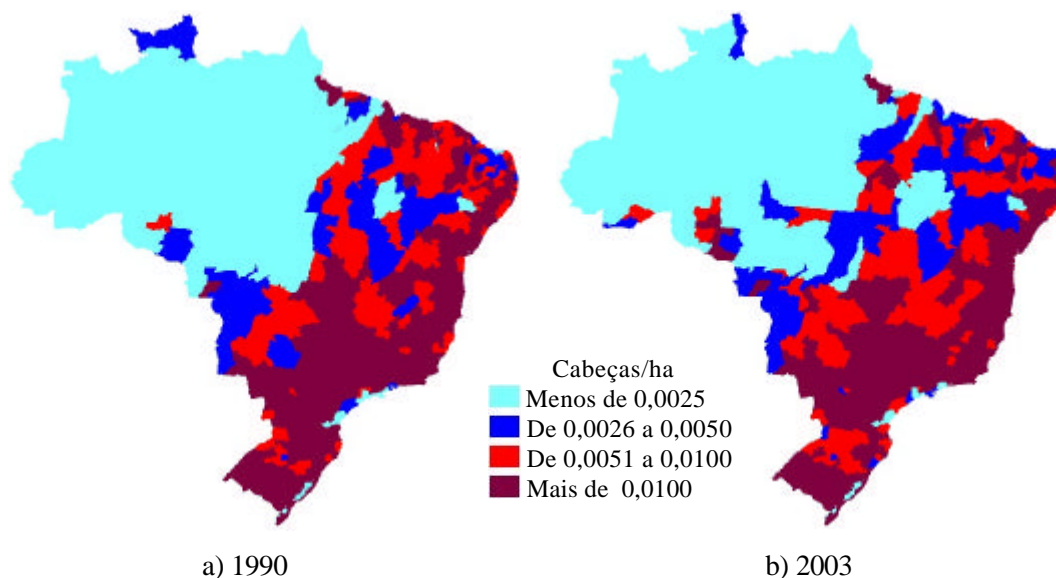 Cabeças/ha
Menos de 0,0025
De 0,0026 a 0,0050
De 0,0051 a 0,0100
Mais de 0,0100
a) 1990
b) 2003